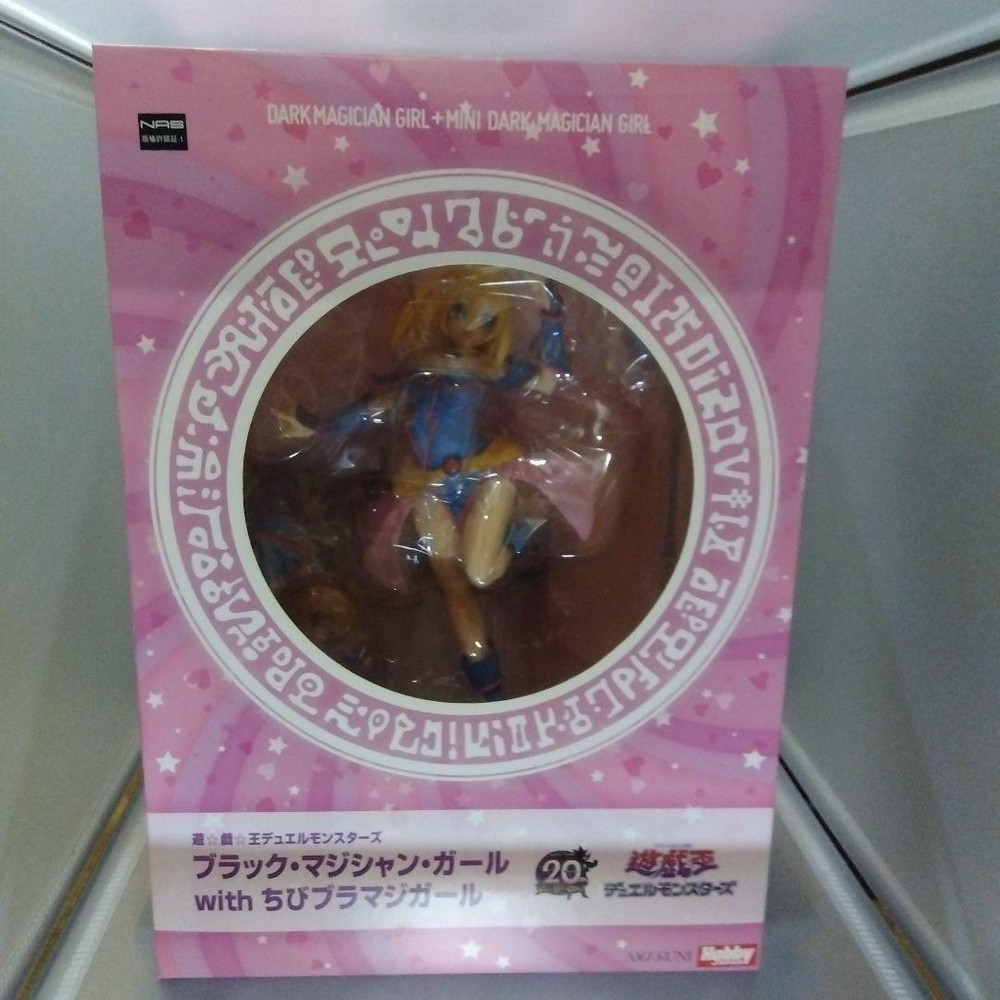 DARK MAGICIAN GIRL + MINI DARK MAGICIAN GIRL
NAS
遊☆戯☆王デュエルモンスターズ
ブラック・マジシャン・ガール
with ちびブラマジガール
20
遊戯王
デュエルモンスターズ
AMAKUNI
Hobby